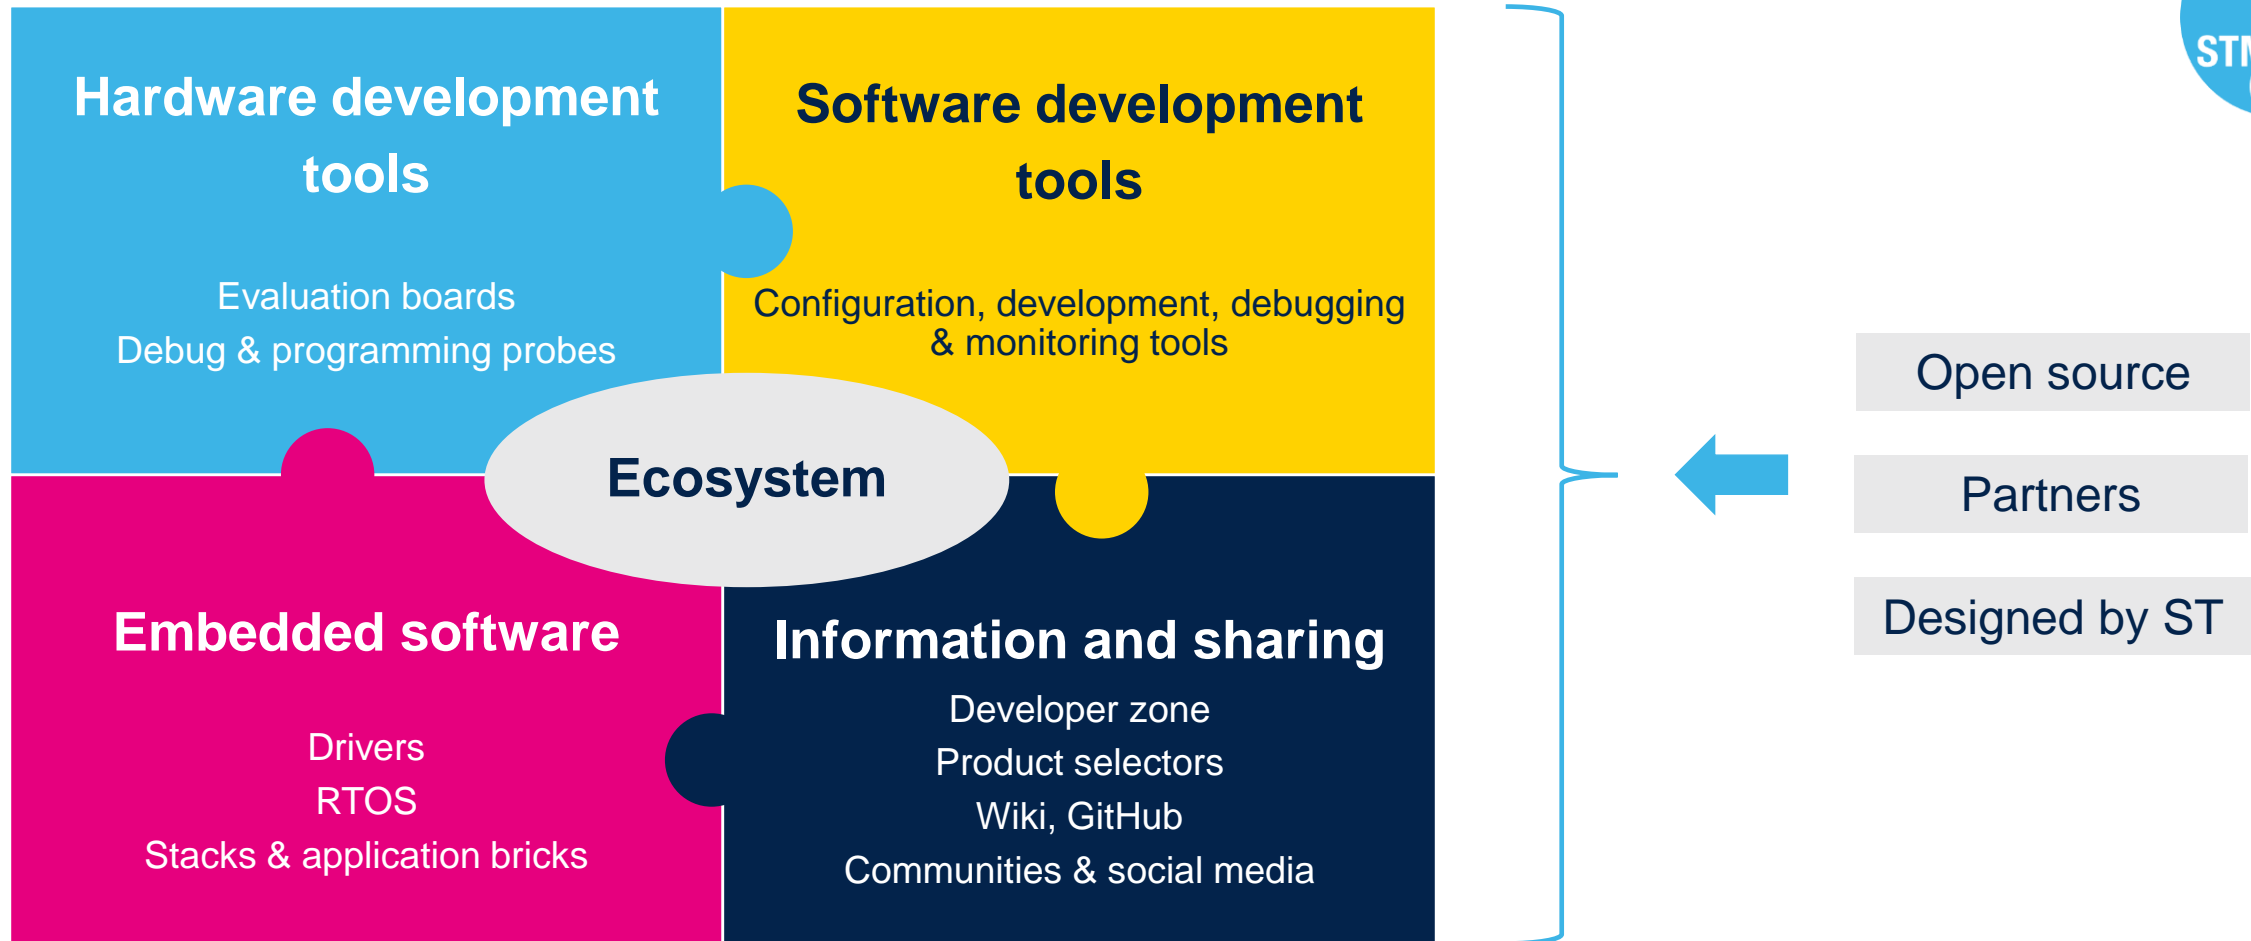 Hardware development
tools
Evaluation boards
Debug & programming probes
Software development
tools
Configuration, development, debugging
& monitoring tools
Ecosystem
Embedded software
Drivers
RTOS
Stacks & application bricks
Information and sharing
Developer zone
Product selectors
Wiki, GitHub
Communities & social media
Open source
Partners
Designed by ST